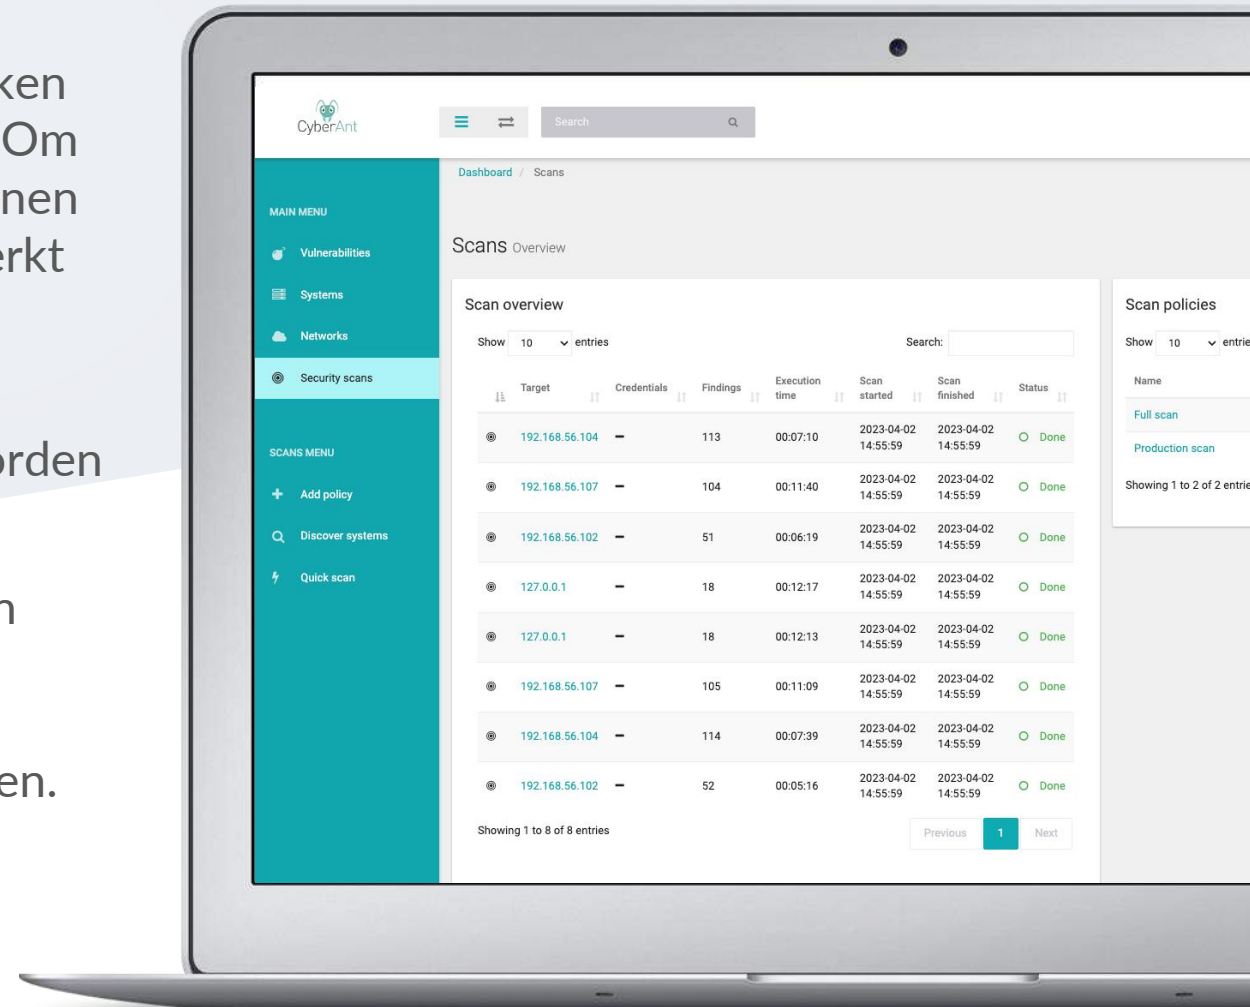 ken
Om
nen
erkt
orden
n
en.
CyberAnt
Search
Dashboard / Scans
MAIN MENU
Vulnerabilities
Systems
Networks
Security scans
SCANS MENU
Add policy
Discover systems
Quick scan
Scans Overview
Scan overview
Show 10 entries
Search:
Target Credentials Findings Execution time Scan started Scan finished Status
192.168.56.104 – 113 00:07:10 2023-04-02 14:55:59 2023-04-02 14:55:59 Done
192.168.56.107 – 104 00:11:40 2023-04-02 14:55:59 2023-04-02 14:55:59 Done
192.168.56.102 – 51 00:06:19 2023-04-02 14:55:59 2023-04-02 14:55:59 Done
127.0.0.1 – 18 00:12:17 2023-04-02 14:55:59 2023-04-02 14:55:59 Done
127.0.0.1 – 18 00:12:13 2023-04-02 14:55:59 2023-04-02 14:55:59 Done
192.168.56.107 – 105 00:11:09 2023-04-02 14:55:59 2023-04-02 14:55:59 Done
192.168.56.104 – 114 00:07:39 2023-04-02 14:55:59 2023-04-02 14:55:59 Done
192.168.56.102 – 52 00:05:16 2023-04-02 14:55:59 2023-04-02 14:55:59 Done
Showing 1 to 8 of 8 entries
Previous 1 Next
Scan policies
Show 10 entrie
Name
Full scan
Production scan
Showing 1 to 2 of 2 entrie